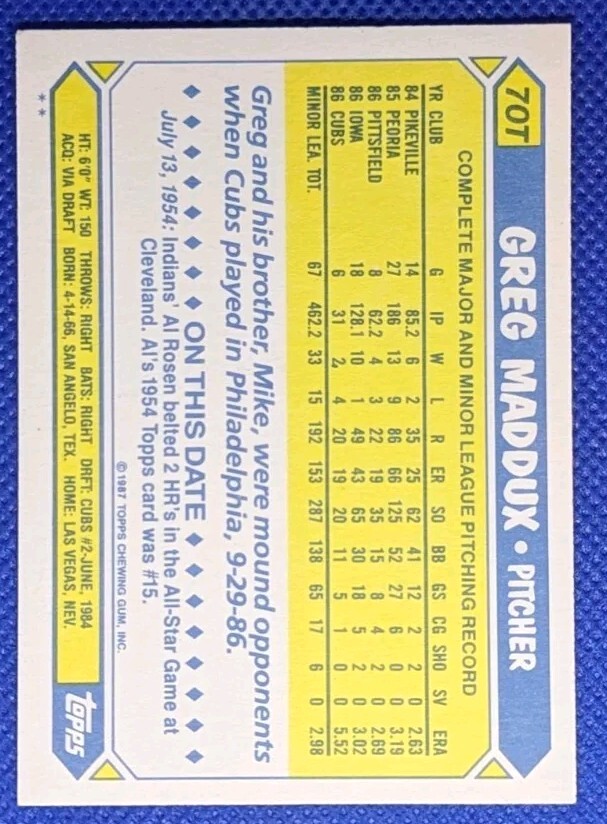 70T
GREG MADDUX • PITCHER
COMPLETE MAJOR AND MINOR LEAGUE PITCHING RECORD
YR CLUB G IP W L R ER SO BB GS CG SHO SV ERA
84 PIKEVILLE 14 85.2 6 2 35 25 62 41 12 2 2 0 2.63
85 PEORIA 27 186 13 9 86 66 125 52 27 6 0 0 3.19
86 PITTSFIELD 8 62.2 4 3 22 19 35 15 8 4 2 0 2.69
86 IOWA 18 128.1 10 1 49 43 65 30 18 5 2 0 3.02
86 CUBS 6 31 2 4 20 19 20 11 5 1 0 0 5.52
MINOR LEA. TOT. 67 462.2 33 15 192 153 287 138 65 17 6 0 2.98
Greg and his brother, Mike, were mound opponents
when Cubs played in Philadelphia, 9-29-86.
◆ ◆ ◆ ◆ ◆ ◆ ◆ ◆ ON THIS DATE ◆ ◆ ◆ ◆ ◆ ◆ ◆ ◆
July 13, 1954: Indians' Al Rosen belted 2 HR's in the All-Star Game at
Cleveland. Al's 1954 Topps card was #15.
© 1987 TOPPS CHEWING GUM, INC.
HT: 6'0" WT: 150 THROWS: RIGHT BATS: RIGHT DRFT: CUBS #2-JUNE, 1984
ACQ: VIA DRAFT BORN: 4-14-66, SAN ANGELO, TEX. HOME: LAS VEGAS, NEV.
TOPPS
**